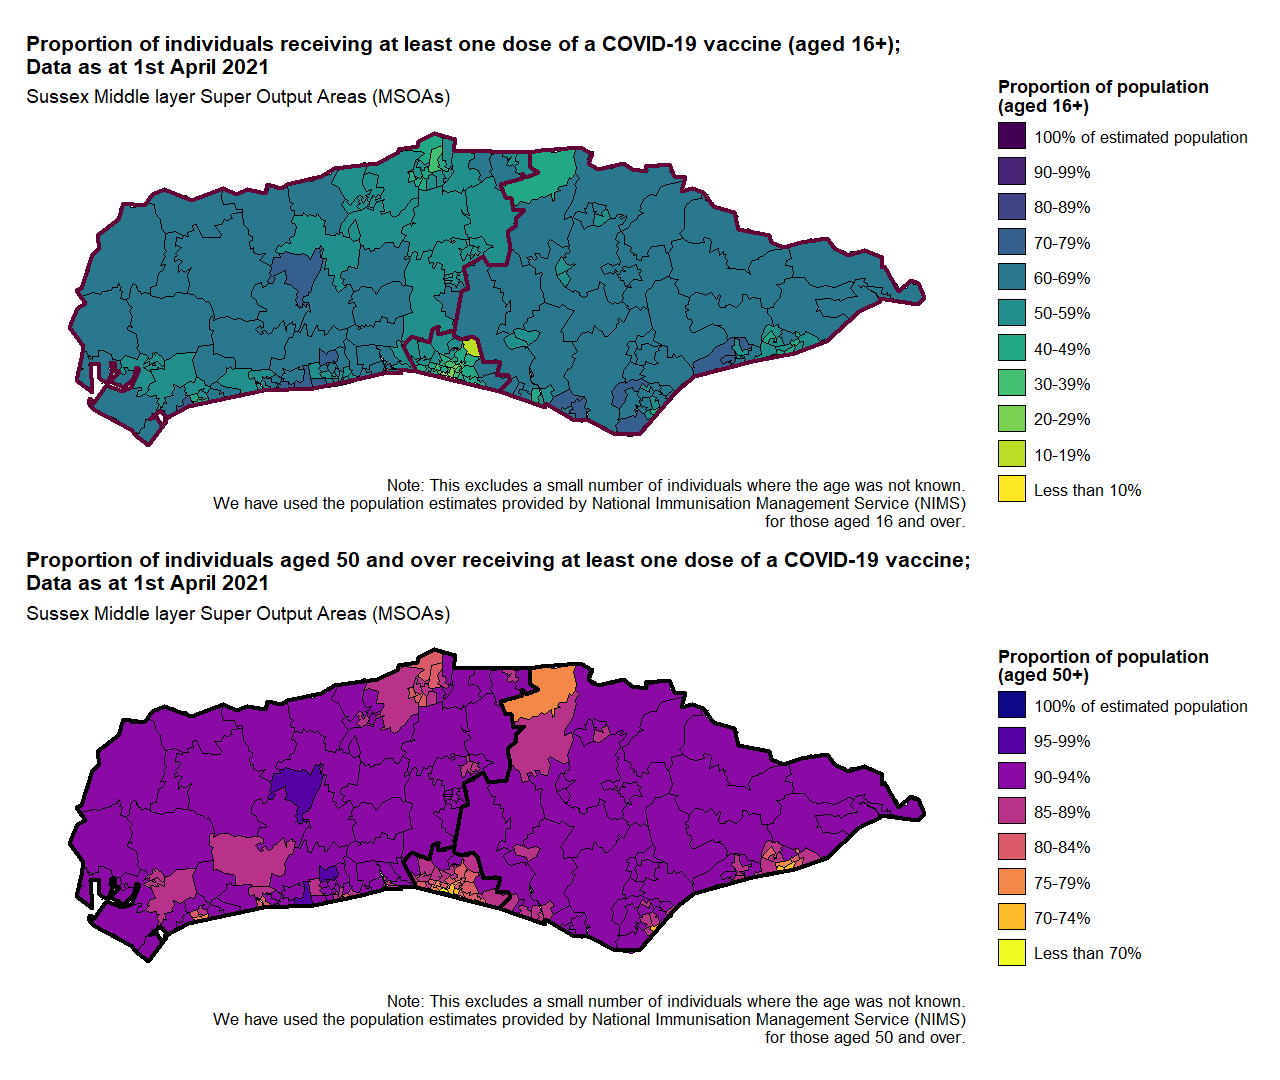 Proportion of individuals receiving at least one dose of a COVID-19 vaccine (aged 16+);
Data as at 1st April 2021
Sussex Middle layer Super Output Areas (MSOAs)
Proportion of population
(aged 16+)
100% of estimated population
90-99%
80-89%
70-79%
60-69%
50-59%
40-49%
30-39%
20-29%
10-19%
Less than 10%
Note: This excludes a small number of individuals where the age was not known.
We have used the population estimates provided by National Immunisation Management Service (NIMS)
for those aged 16 and over.
Proportion of individuals aged 50 and over receiving at least one dose of a COVID-19 vaccine;
Data as at 1st April 2021
Sussex Middle layer Super Output Areas (MSOAs)
Proportion of population
(aged 50+)
100% of estimated population
95-99%
90-94%
85-89%
80-84%
75-79%
70-74%
Less than 70%
Note: This excludes a small number of individuals where the age was not known.
We have used the population estimates provided by National Immunisation Management Service (NIMS)
for those aged 50 and over.